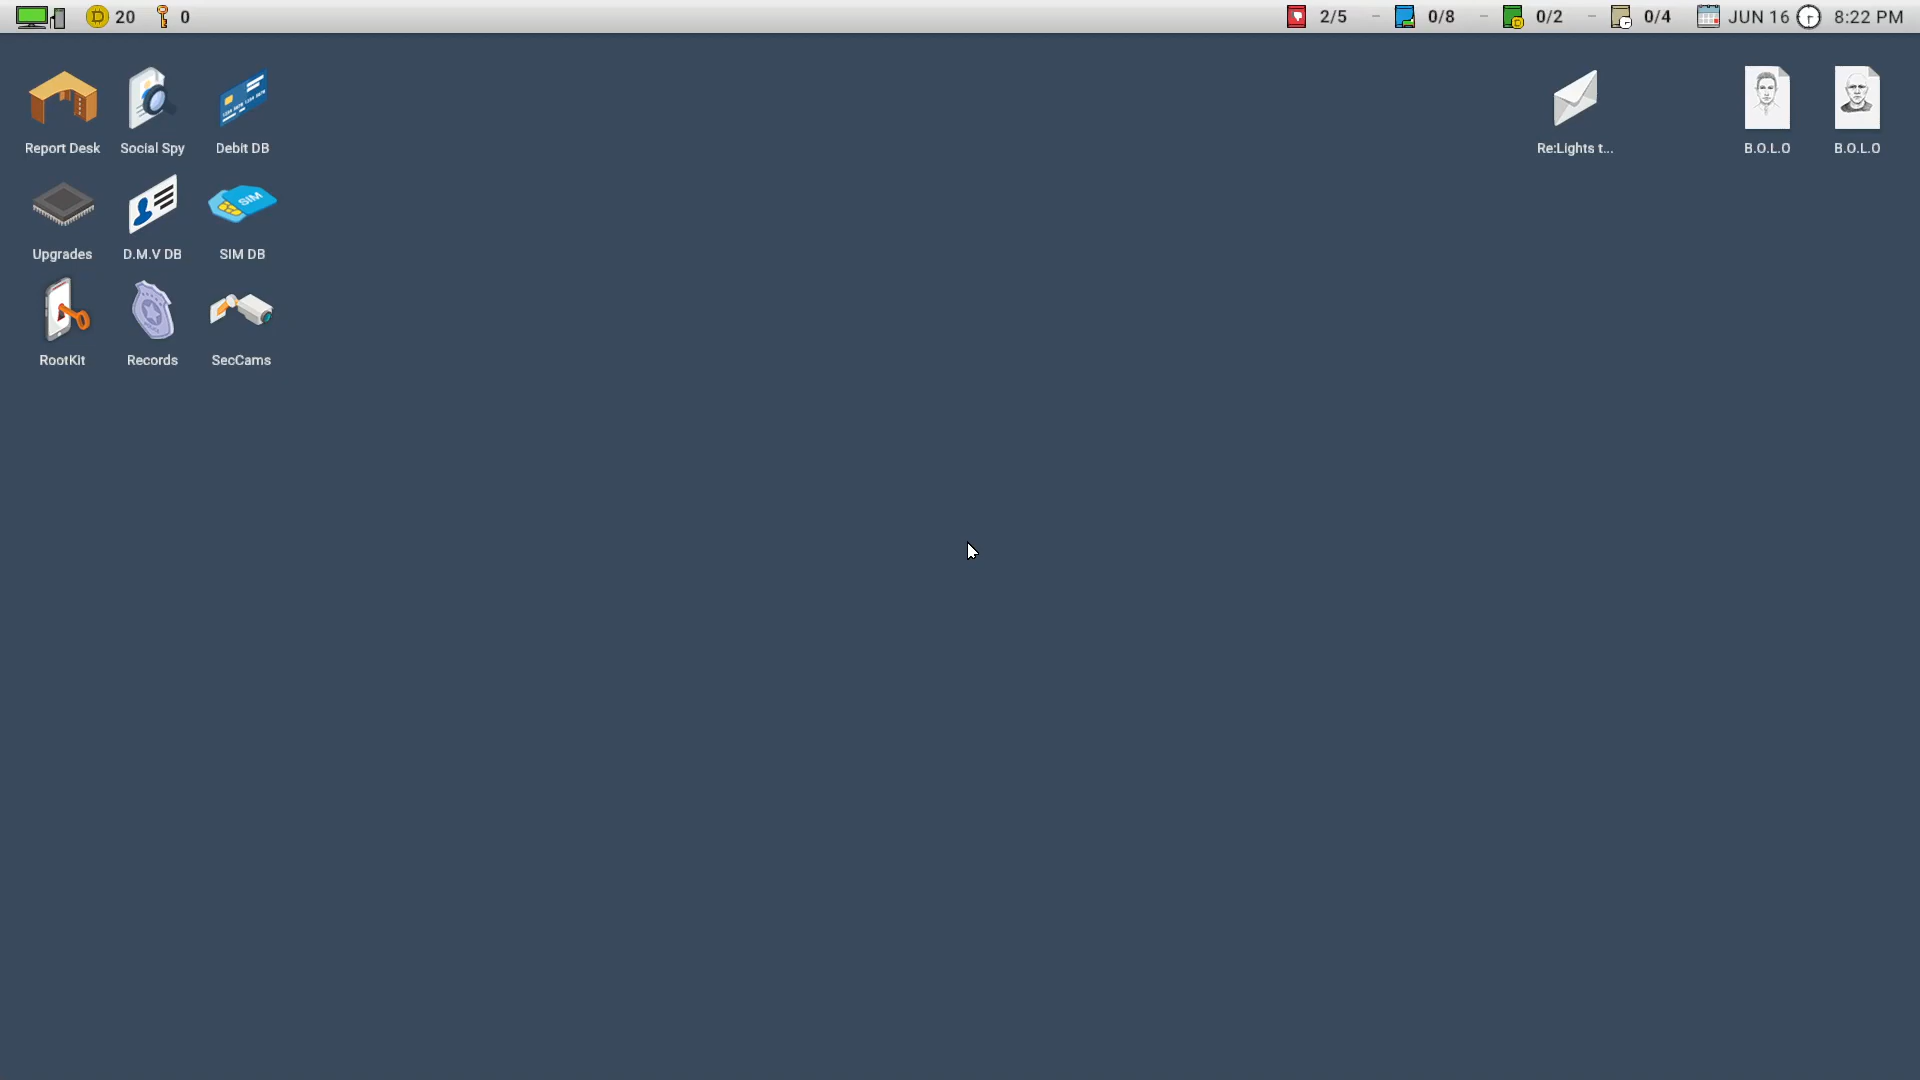 20 0 2/5 – 0/8 – 0/2 – 0/4 JUN 16 8:22 PM
Report Desk Social Spy Debit DB Re:Lights t... B.O.L.O B.O.L.O
Upgrades D.M.V DB SIM DB
RootKit Records SecCams
SIM